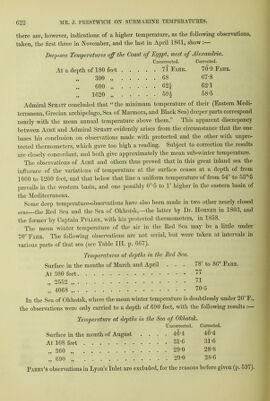 622 MR. J. PRESTWICH ON SUBMARINE TEMPERATURES.
there are, however, indications of a higher temperature, as the following observations,
taken, the first three in November, and the last in April 1861, show:—
Deep-sea Temperatures off the Coast of Egypt, west of Alexandria.
Uncorrected. Corrected.
At a depth of 180 feet . . . . . 71° FAHR. 70·9 FAHR.
„ 300 „ . . . . . 68 67·8
„ 600 „ . . . . . 62½ 62·1
„ 1620 „ . . . . . 59½ 58·6
Admiral SPRATT concluded that “the minimum temperature of their (Eastern Medi-
terranean, Grecian archipelago, Sea of Marmora, and Black Sea) deeper parts correspond
nearly with the mean annual temperature above them.” This apparent discrepancy
between AIMÉ and Admiral SPRATT evidently arises from the circumstance that the one
bases his conclusion on observations made with protected and the other with unpro-
tected thermometers, which give too high a reading. Subject to correction the results
are closely concordant, and both give approximately the mean sub-winter temperature.
The observations of AIMÉ and others thus proved that in this great inland sea the
influence of the variations of temperature at the surface ceases at a depth of from
1000 to 1200 feet, and that below that line a uniform temperature of from 54° to 55°·6
prevails in the western basin, and one possibly 0°·5 to 1° higher in the eastern basin of
the Mediterranean.
Some deep temperature-observations have also been made in two other nearly closed
seas—the Red Sea and the Sea of Okhotsk,—the latter by Dr. HORNER in 1803, and
the former by Captain PULLEN, with his protected thermometers, in 1858.
The mean winter temperature of the air in the Red Sea may be a little under
70° FAHR. The following observations are not serial, but were taken at intervals in
various parts of that sea (see Table III. p. 667).
Temperatures at depths in the Red Sea.
Surface in the months of March and April . . . . . 78° to 86° FAHR.
At 300 feet . . . . . 77
„ 2552 „ . . . . . 71
„ 4068 „ . . . . . 70·5
In the Sea of Okhotsk, where the mean winter temperature is doubtlessly under 20° F.,
the observations were only carried to a depth of 690 feet, with the following results:—
Temperature at depths in the Sea of Okhotsk.
Uncorrected. Corrected.
Surface in the month of August . . . . . 46·4 46·4
At 108 feet . . . . . 31·6 31·6
„ 360 „ . . . . . 29·0 28·8
„ 690 „ . . . . . 29·0 28·6
PARRY’s observations in Lyon’s Inlet are excluded, for the reasons before given (p. 597).